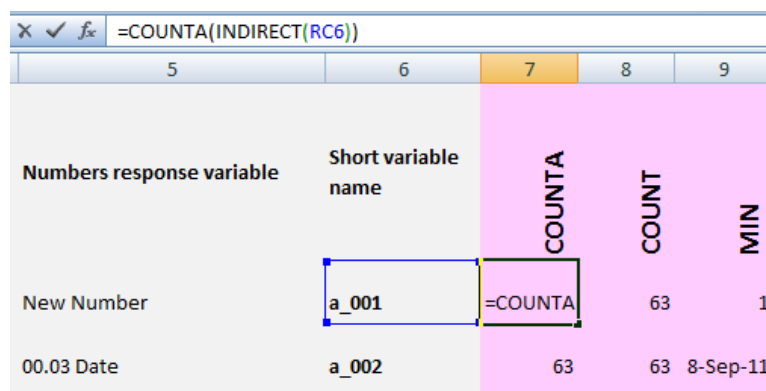 fx =COUNTA(INDIRECT(RC6))
5 6 7 8 9
Numbers response variable Short variable name COUNTA COUNT MIN
New Number a_001 =COUNTA 63 1
00.03 Date a_002 63 63 8-Sep-11